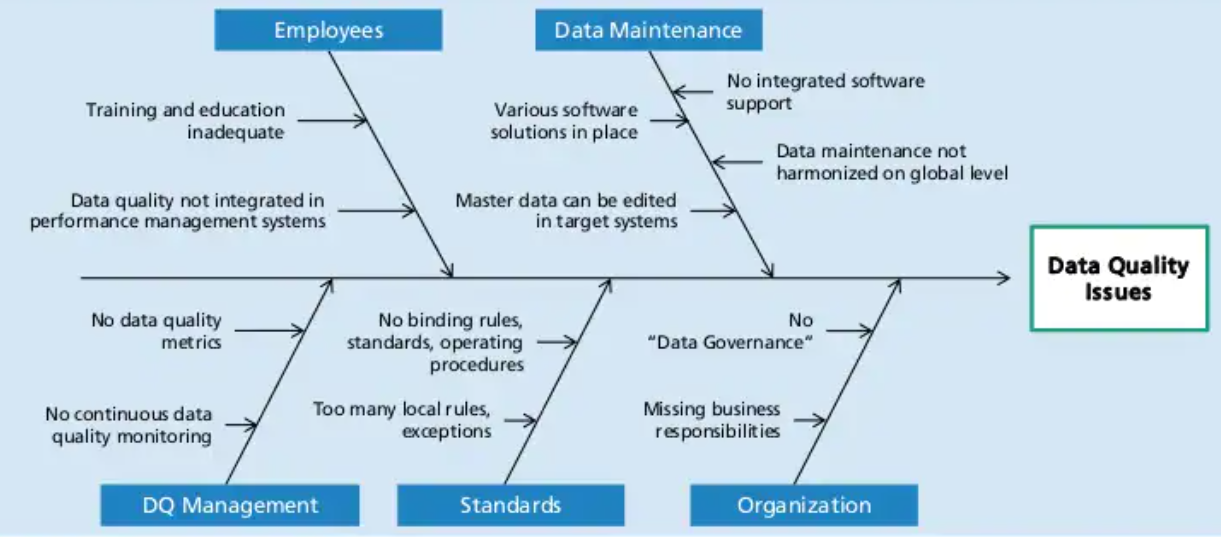 Employees
Data Maintenance
Training and education
inadequate
Data quality not integrated in
performance management systems
No integrated software
support
Various software
solutions in place
Data maintenance not
harmonized on global level
Master data can be edited
in target systems
Data Quality
Issues
No data quality
metrics
No continuous data
quality monitoring
No binding rules,
standards, operating
procedures
Too many local rules,
exceptions
No
“Data Governance“
Missing business
responsibilities
DQ Management
Standards
Organization